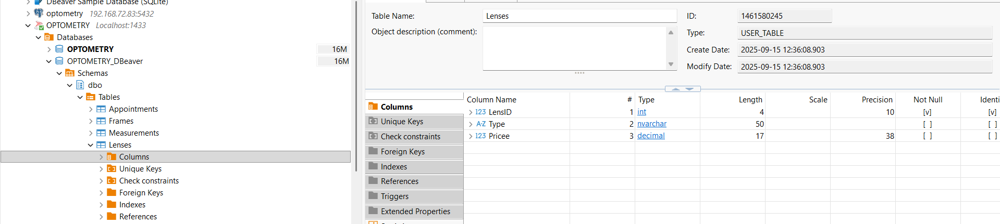 DBeaver Sample Database (SQLite)
optometry 192.168.72.83:5432
OPTOMETRY Localhost:1433
Databases
OPTOMETRY 16M
OPTOMETRY_DBeaver 16M
Schemas
dbo
Tables
Appointments
Frames
Measurements
Lenses
Columns
Unique Keys
Check constraints
Foreign Keys
Indexes
References
Table Name: Lenses
Object description (comment):
ID: 1461580245
Type: USER_TABLE
Create Date: 2025-09-15 12:36:08.903
Modify Date: 2025-09-15 12:36:08.903
Columns
Unique Keys
Check constraints
Foreign Keys
Indexes
References
Triggers
Extended Properties
Column Name # Type Length Scale Precision Not Null Identi
123 LensID 1 int 4 10 [v] [v]
A-Z Type 2 nvarchar 50 [ ] [ ]
123 Pricee 3 decimal 17 38 [ ] [ ]